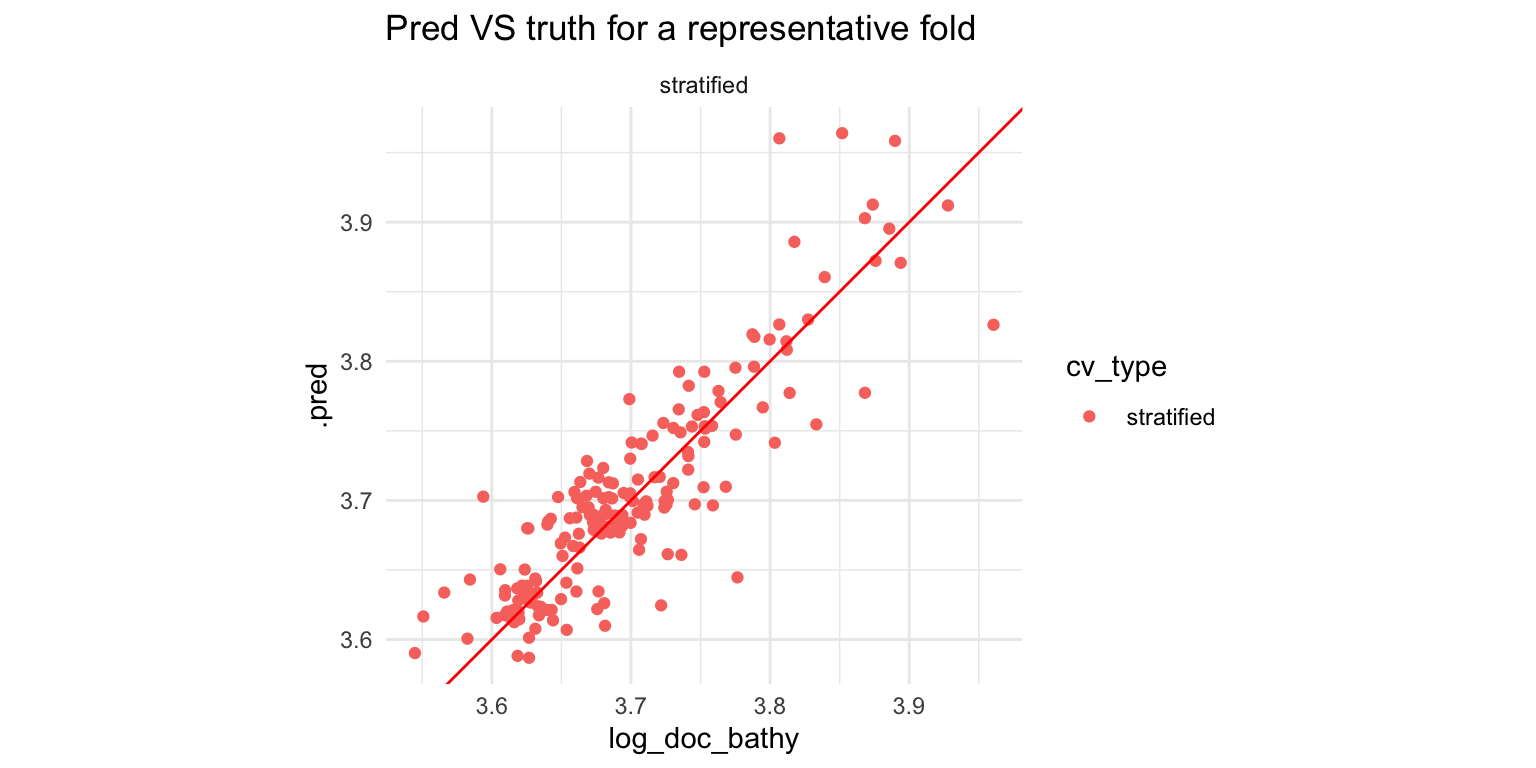 Pred VS truth for a representative fold
stratified
.pred
3.9
3.8
3.7
3.6
3.6 3.7 3.8 3.9
log_doc_bathy
cv_type
stratified